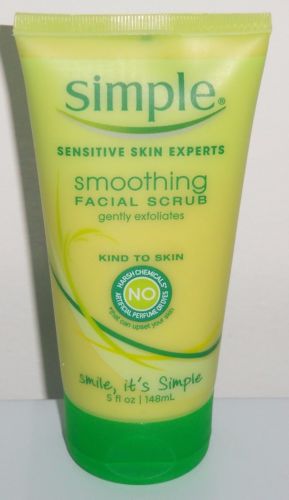 simple®
SENSITIVE SKIN EXPERTS
smoothing
FACIAL SCRUB
gently exfoliates
KIND TO SKIN
HARSH CHEMICALS*
NO
ARTIFICIAL PERFUME OR DYES
*that can upset your skin
smile, it's Simple
5 fl oz | 148mL